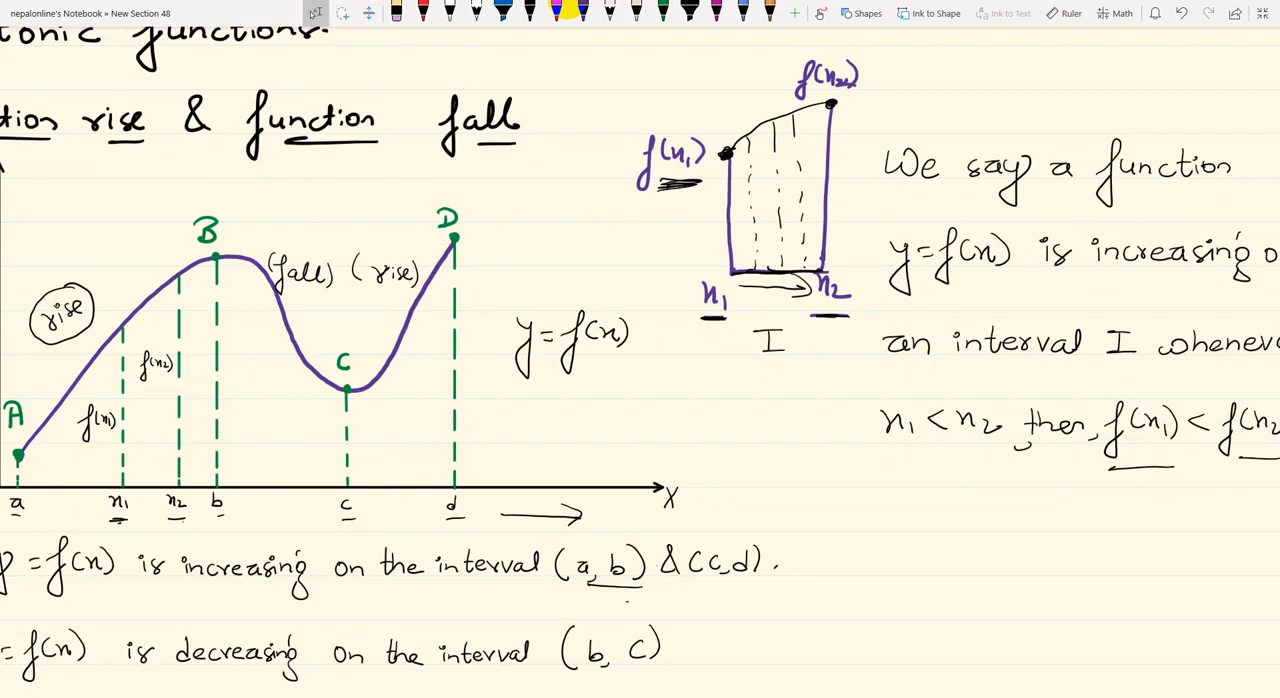 nepalonline's Notebook » New Section 48
Shapes
Ink to Shape
Ink to Text
Ruler
Math
tonic functions.
tion rise & function fall
f(x₁)
f(x₂)
x₁
x₂
I
We say a function
y=f(x) is increasing o
an interval I wheneve
x₁ < x₂ then, f(x₁) < f(x₂
A
B
C
D
rise
(fall) (rise)
f(x₁)
f(x₂)
y=f(x)
a x₁ x₂ b c d X
= f(x) is increasing on the interval (a, b) & (c, d).
= f(x) is decreasing on the interval (b, c)